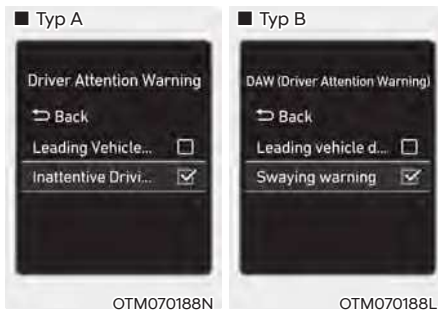 ■ Typ A
Driver Attention Warning
⮌ Back
Leading Vehicle...
Inattentive Drivi...
OTM070188N
■ Typ B
DAW (Driver Attention Warning)
⮌ Back
Leading vehicle d...
Swaying warning
OTM070188L